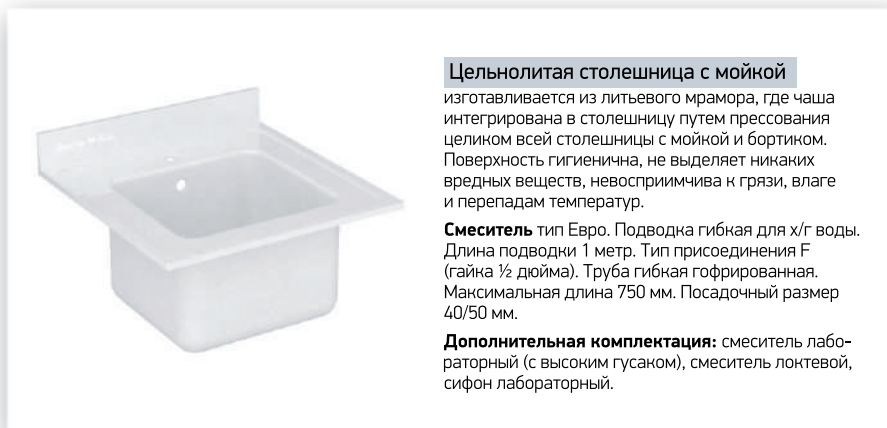 Цельнолитая столешница с мойкой
изготавливается из литьевого мрамора, где чаша
интегрирована в столешницу путем прессования
целиком всей столешницы с мойкой и бортиком.
Поверхность гигиенична, не выделяет никаких
вредных веществ, невосприимчива к грязи, влаге
и перепадам температур.
Смеситель тип Евро. Подводка гибкая для х/г воды.
Длина подводки 1 метр. Тип присоединения F
(гайка ½ дюйма). Труба гибкая гофрированная.
Максимальная длина 750 мм. Посадочный размер
40/50 мм.
Дополнительная комплектация: смеситель лабо-
раторный (с высоким гусаком), смеситель локтевой,
сифон лабораторный.